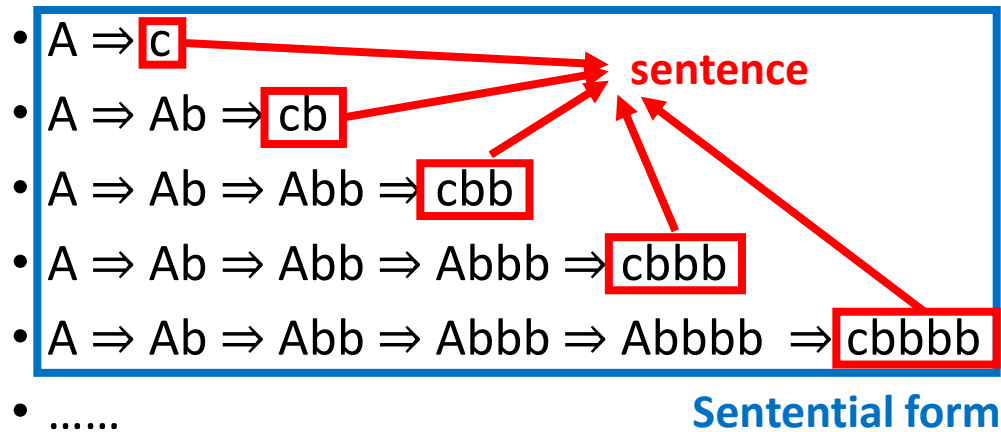 • A ⇒ c
sentence
• A ⇒ Ab ⇒ cb
• A ⇒ Ab ⇒ Abb ⇒ cbb
• A ⇒ Ab ⇒ Abb ⇒ Abbb ⇒ cbbb
• A ⇒ Ab ⇒ Abb ⇒ Abbb ⇒ Abbbb ⇒ cbbbb
• ......
Sentential form